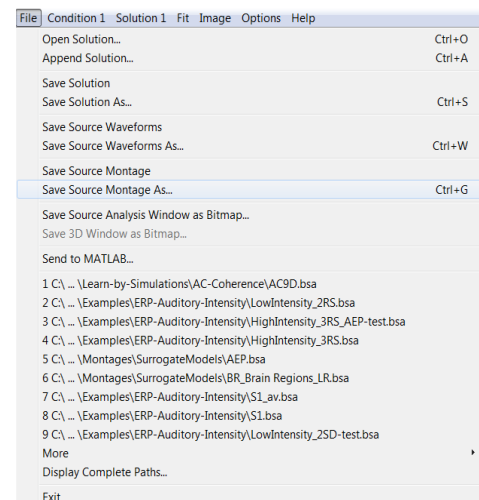 File Condition 1 Solution 1 Fit Image Options Help
Open Solution... Ctrl+O
Append Solution... Ctrl+A
Save Solution
Save Solution As... Ctrl+S
Save Source Waveforms
Save Source Waveforms As... Ctrl+W
Save Source Montage
Save Source Montage As... Ctrl+G
Save Source Analysis Window as Bitmap...
Save 3D Window as Bitmap...
Send to MATLAB...
1 C:\ ... \Learn-by-Simulations\AC-Coherence\AC9D.bsa
2 C:\ ... \Examples\ERP-Auditory-Intensity\LowIntensity_2RS.bsa
3 C:\ ... \Examples\ERP-Auditory-Intensity\HighIntensity_3RS_AEP-test.bsa
4 C:\ ... \Examples\ERP-Auditory-Intensity\HighIntensity_3RS.bsa
5 C:\ ... \Montages\SurrogateModels\AEP.bsa
6 C:\ ... \Montages\SurrogateModels\BR_Brain Regions_LR.bsa
7 C:\ ... \Examples\ERP-Auditory-Intensity\S1_av.bsa
8 C:\ ... \Examples\ERP-Auditory-Intensity\S1.bsa
9 C:\ ... \Examples\ERP-Auditory-Intensity\LowIntensity_2SD-test.bsa
More
Display Complete Paths...
Exit